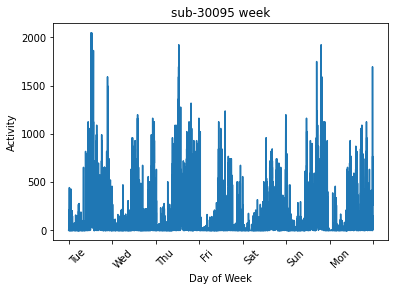 sub-30095 week
2000
1500
1000
500
0
Activity
Tue Wed Thu Fri Sat Sun Mon
Day of Week